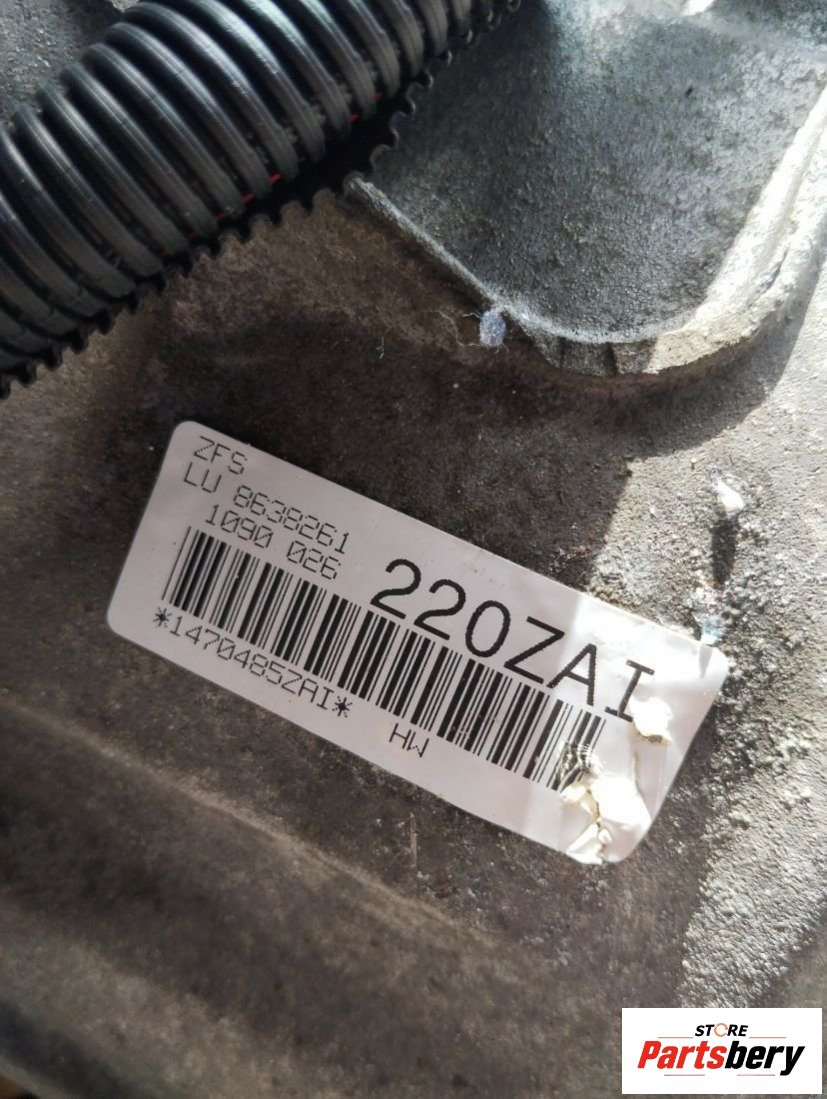 ZFS
LU 8638261
1090 026
220ZAI
*1470485ZAI*
HW
STORE
Partsbery